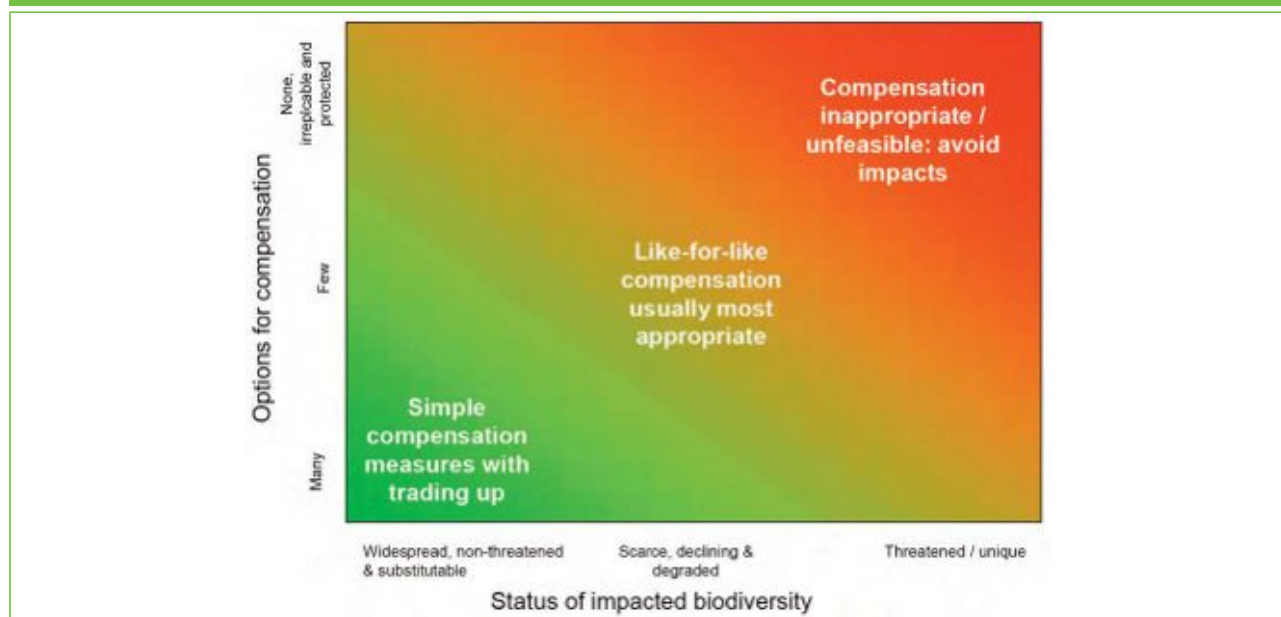 None,
irreplcable and
protected
Few
Many
Options for compensation
Compensation
inappropriate /
unfeasible: avoid
impacts
Like-for-like
compensation
usually most
appropriate
Simple
compensation
measures with
trading up
Widespread, non-threatened
& substitutable
Scarce, declining &
degraded
Threatened / unique
Status of impacted biodiversity